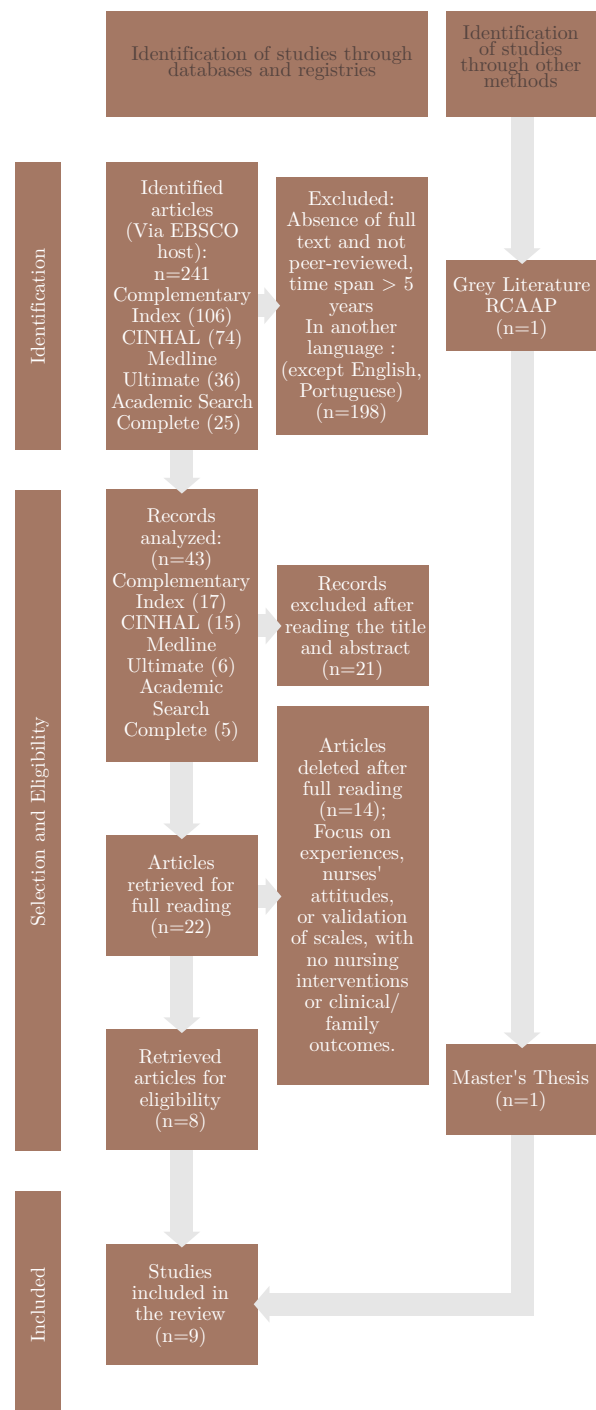 Identification of studies through
databases and registries
Identification
of studies
through other
methods
Identification
Identified
articles
(Via EBSCO
host):
n=241
Complementary
Index (106)
CINHAL (74)
Medline
Ultimate (36)
Academic Search
Complete (25)
Excluded:
Absence of full
text and not
peer-reviewed,
time span > 5
years
In another
language :
(except English,
Portuguese)
(n=198)
Grey Literature
RCAAP
(n=1)
Selection and Eligibility
Records
analyzed:
(n=43)
Complementary
Index (17)
CINHAL (15)
Medline
Ultimate (6)
Academic
Search
Complete (5)
Records
excluded after
reading the title
and abstract
(n=21)
Articles
retrieved for
full reading
(n=22)
Articles
deleted after
full reading
(n=14);
Focus on
experiences,
nurses'
attitudes,
or validation
of scales, with
no nursing
interventions
or clinical/
family
outcomes.
Retrieved
articles for
eligibility
(n=8)
Master's Thesis
(n=1)
Included
Studies
included in
the review
(n=9)